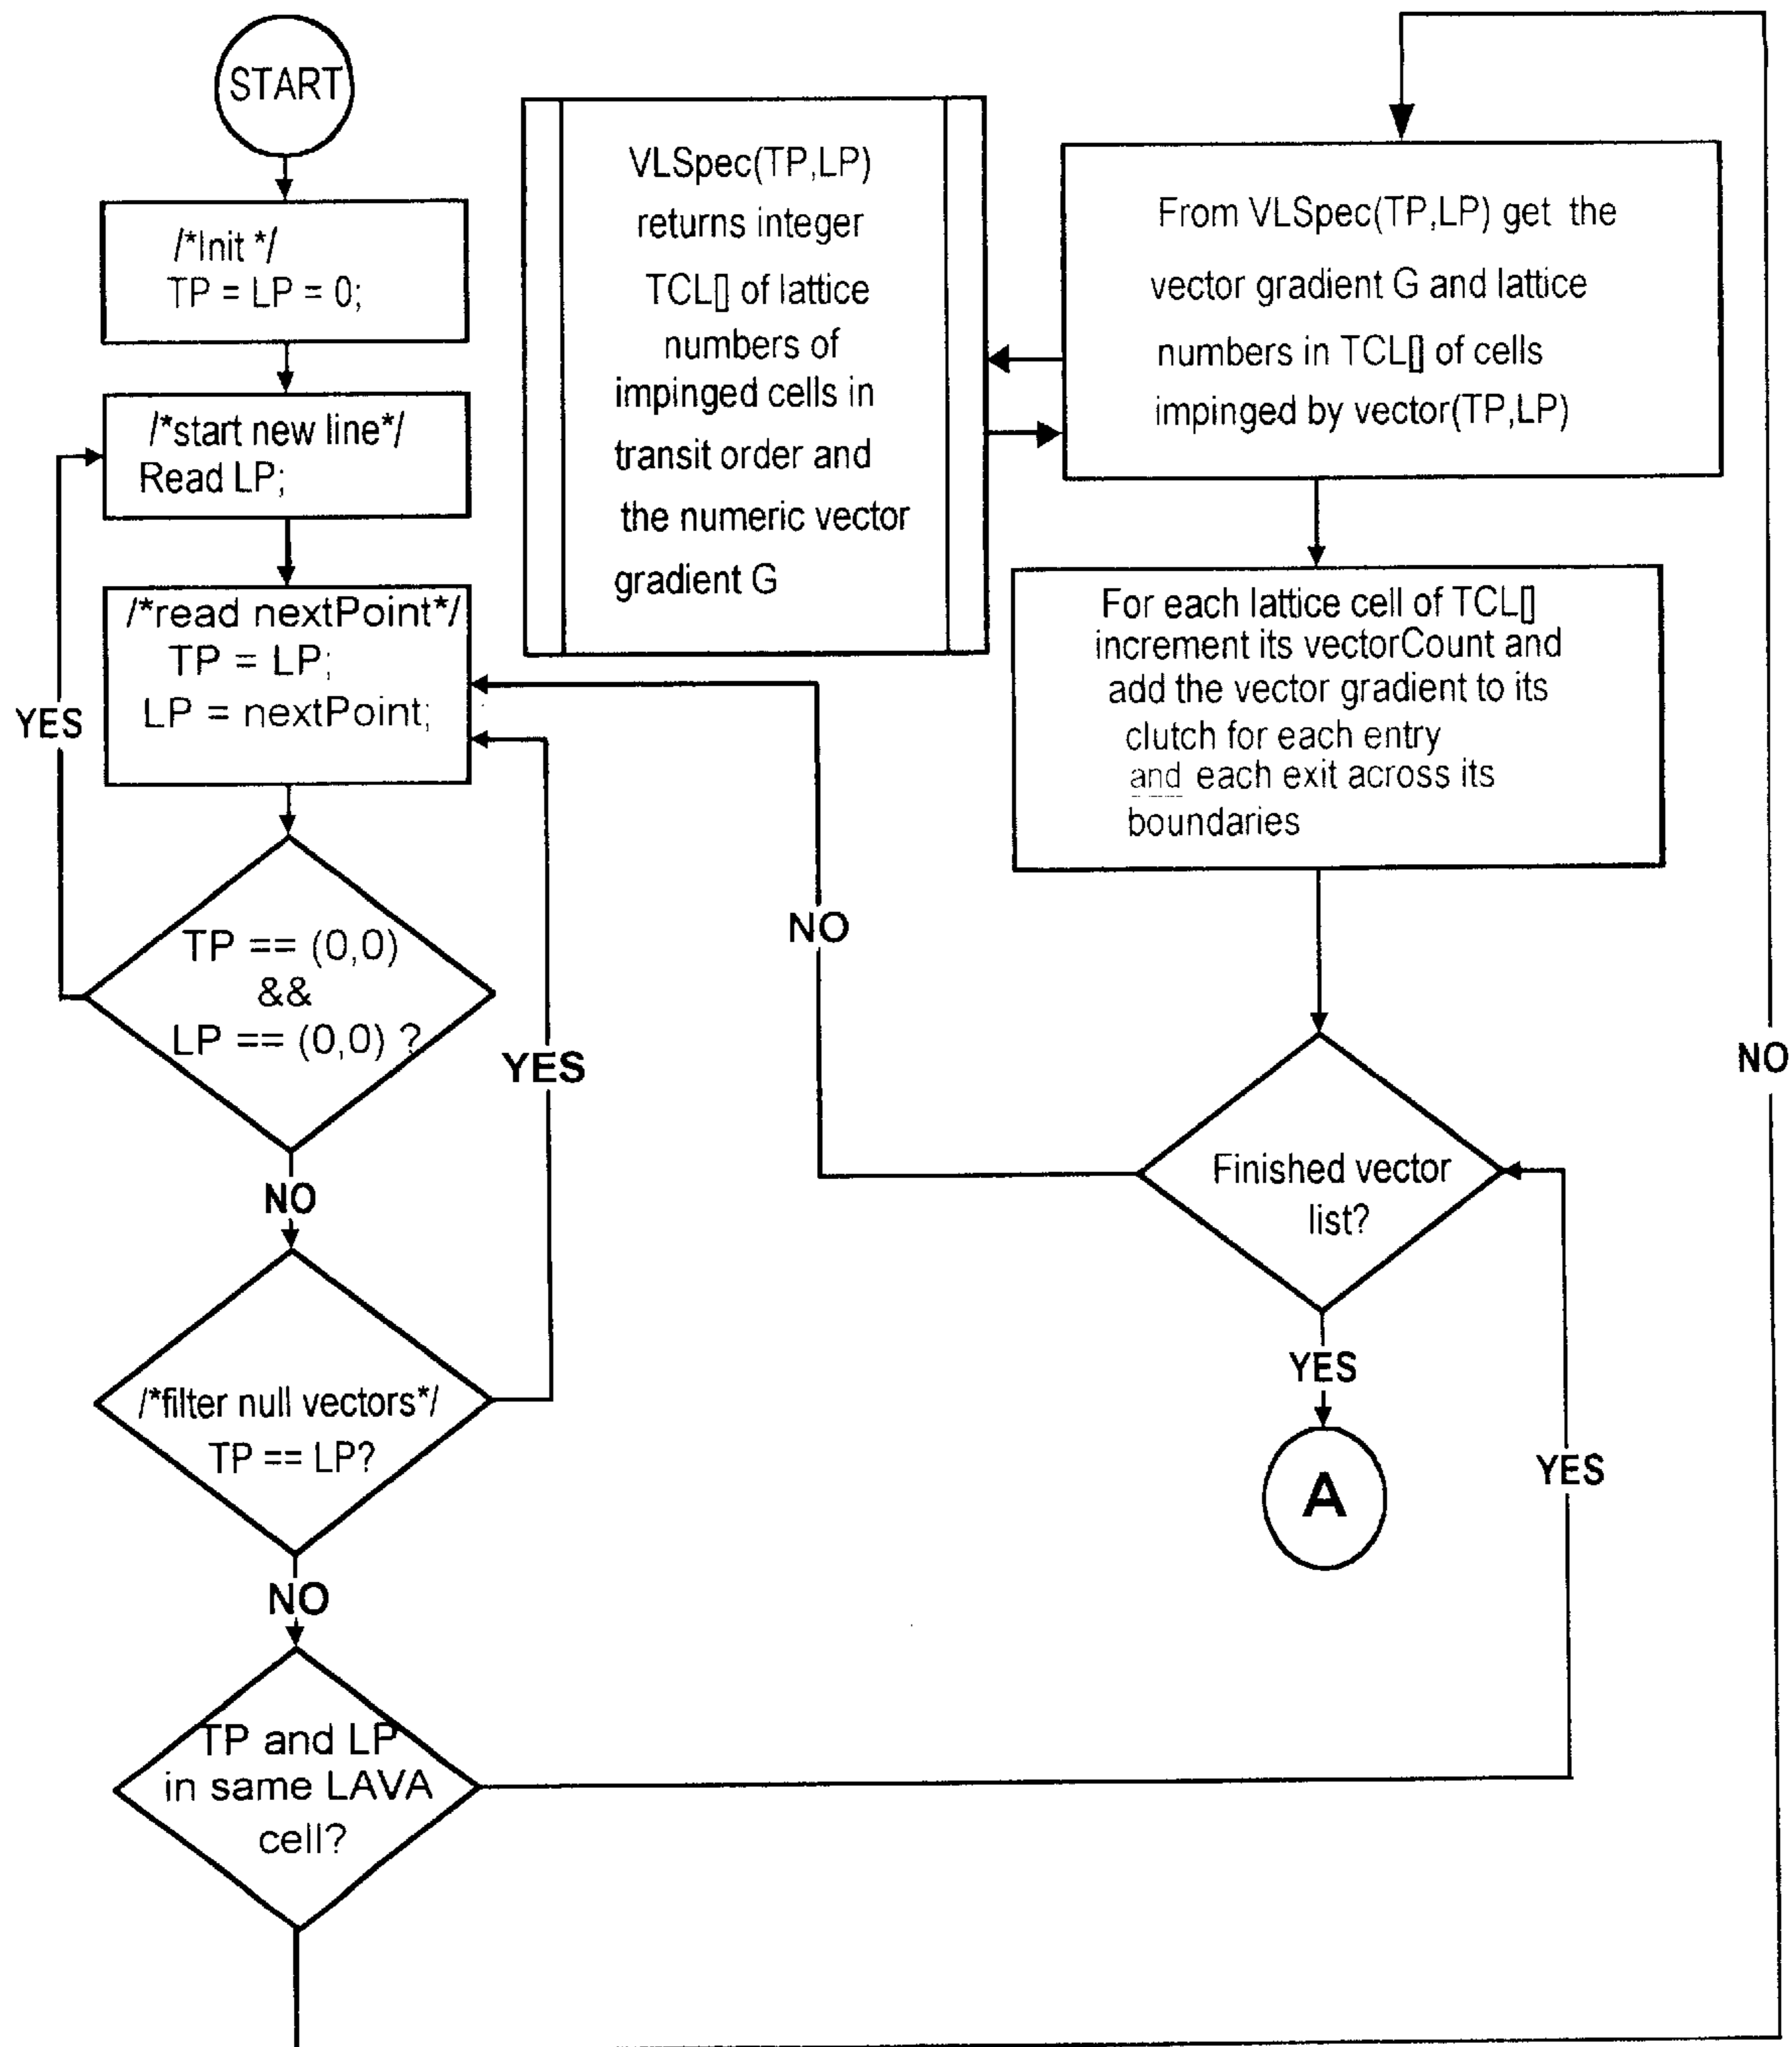 START
/*Init */
TP = LP = 0;
/*start new line*/
Read LP;
/*read nextPoint*/
TP = LP;
LP = nextPoint;
YES
TP == (0,0)
&&
LP == (0,0) ?
NO
YES
/*filter null vectors*/
TP == LP?
NO
TP and LP
in same LAVA
cell?
VLSpec(TP,LP)
returns integer
TCL[] of lattice
numbers of
impinged cells in
transit order and
the numeric vector
gradient G
From VLSpec(TP,LP) get the
vector gradient G and lattice
numbers in TCL[] of cells
impinged by vector(TP,LP)
For each lattice cell of TCL[]
increment its vectorCount and
add the vector gradient to its
clutch for each entry
and each exit across its
boundaries
NO
Finished vector
list?
YES
A
YES
NO